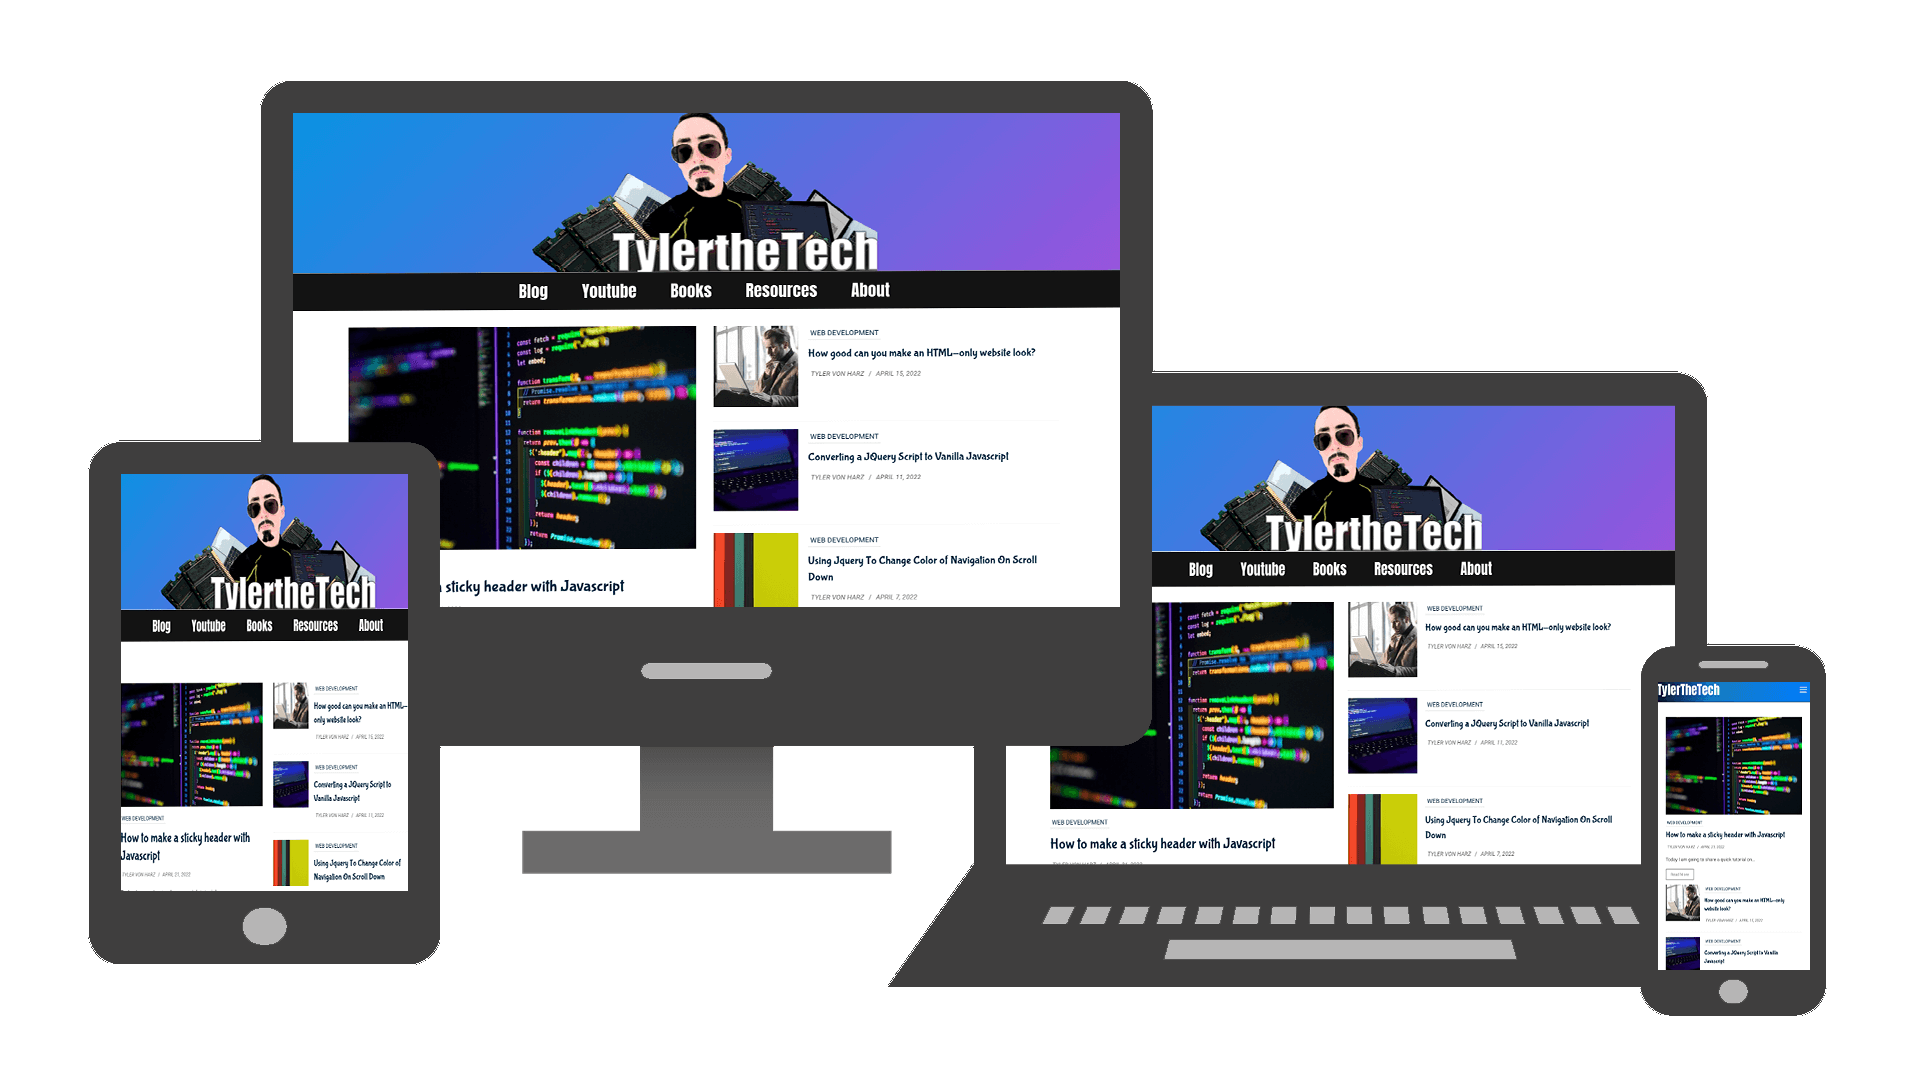 TylertheTech
Blog Youtube Books Resources About
WEB DEVELOPMENT
How good can you make an HTML–only website look?
TYLER VON HARZ / APRIL 15, 2022
WEB DEVELOPMENT
Converting a JQuery Script to Vanilla Javascript
TYLER VON HARZ / APRIL 11, 2022
WEB DEVELOPMENT
Using Jquery To Change Color of Navigation On Scroll
Down
TYLER VON HARZ / APRIL 7, 2022
a sticky header with Javascript
TylertheTech
Blog Youtube Books Resources About
WEB DEVELOPMENT
How to make a sticky header with
Javascript
TYLER VON HARZ / APRIL 21, 2022
WEB DEVELOPMENT
How good can you make an HTML–
only website look?
TYLER VON HARZ / APRIL 15, 2022
WEB DEVELOPMENT
Converting a JQuery Script to
Vanilla Javascript
TYLER VON HARZ / APRIL 11, 2022
WEB DEVELOPMENT
Using Jquery To Change Color of
Navigation On Scroll Down
TylertheTech
Blog Youtube Books Resources About
WEB DEVELOPMENT
How to make a sticky header with Javascript
WEB DEVELOPMENT
How good can you make an HTML–only website look?
TYLER VON HARZ / APRIL 15, 2022
WEB DEVELOPMENT
Converting a JQuery Script to Vanilla Javascript
TYLER VON HARZ / APRIL 11, 2022
WEB DEVELOPMENT
Using Jquery To Change Color of Navigation On Scroll
Down
TYLER VON HARZ / APRIL 7, 2022
TylerTheTech
WEB DEVELOPMENT
How to make a sticky header with Javascript
TYLER VON HARZ / APRIL 21, 2022
Today I am going to share a quick tutorial on...
Read More
WEB DEVELOPMENT
How good can you make an HTML–only
website look?
TYLER VON HARZ / APRIL 15, 2022
WEB DEVELOPMENT
Converting a JQuery Script to Vanilla
Javascript